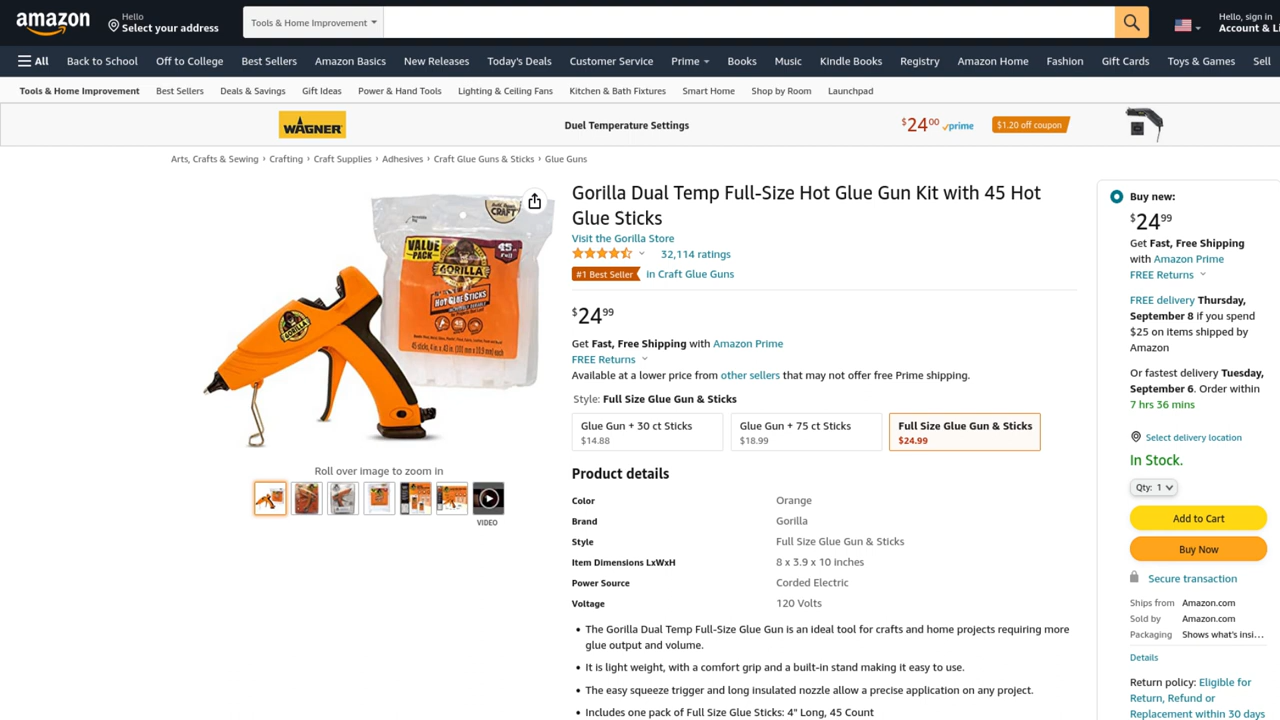 amazon
Hello
Select your address
Tools & Home Improvement
Hello, sign in
Account & Li
All
Back to School
Off to College
Best Sellers
Amazon Basics
New Releases
Today's Deals
Customer Service
Prime
Books
Music
Kindle Books
Registry
Amazon Home
Fashion
Gift Cards
Toys & Games
Sell
Tools & Home Improvement
Best Sellers
Deals & Savings
Gift Ideas
Power & Hand Tools
Lighting & Ceiling Fans
Kitchen & Bath Fixtures
Smart Home
Shop by Room
Launchpad
WAGNER
Duel Temperature Settings
$24 00 prime
$1.20 off coupon
Arts, Crafts & Sewing › Crafting › Craft Supplies › Adhesives › Craft Glue Guns & Sticks › Glue Guns
VALUE PACK
45 ct
GORILLA
HOT GLUE STICKS
CRAFT
Roll over image to zoom in
VIDEO
Gorilla Dual Temp Full-Size Hot Glue Gun Kit with 45 Hot
Glue Sticks
Visit the Gorilla Store
32,114 ratings
#1 Best Seller in Craft Glue Guns
$24 99
Get Fast, Free Shipping with Amazon Prime
FREE Returns
Available at a lower price from other sellers that may not offer free Prime shipping.
Style: Full Size Glue Gun & Sticks
Glue Gun + 30 ct Sticks
$14.88
Glue Gun + 75 ct Sticks
$18.99
Full Size Glue Gun & Sticks
$24.99
Product details
Color Orange
Brand Gorilla
Style Full Size Glue Gun & Sticks
Item Dimensions LxWxH 8 x 3.9 x 10 inches
Power Source Corded Electric
Voltage 120 Volts
• The Gorilla Dual Temp Full-Size Glue Gun is an ideal tool for crafts and home projects requiring more
glue output and volume.
• It is light weight, with a comfort grip and a built-in stand making it easy to use.
• The easy squeeze trigger and long insulated nozzle allow a precise application on any project.
• Includes one pack of Full Size Glue Sticks: 4" Long, 45 Count
Buy new:
$24 99
Get Fast, Free Shipping
with Amazon Prime
FREE Returns
FREE delivery Thursday,
September 8 if you spend
$25 on items shipped by
Amazon
Or fastest delivery Tuesday,
September 6. Order within
7 hrs 36 mins
Select delivery location
In Stock.
Qty: 1
Add to Cart
Buy Now
Secure transaction
Ships from Amazon.com
Sold by Amazon.com
Packaging Shows what's insi...
Details
Return policy: Eligible for
Return, Refund or
Replacement within 30 days